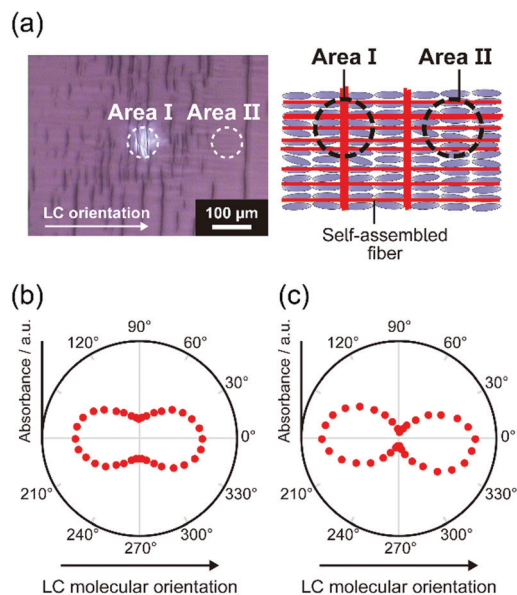 (a)
Area I
Area II
LC orientation
100 μm
Area I
Area II
Self-assembled
fiber
(b)
(c)
Absorbance / a.u.
90°
120°
60°
30°
0°
210°
330°
240°
300°
270°
LC molecular orientation
Absorbance / a.u.
90°
120°
60°
30°
0°
210°
330°
240°
300°
270°
LC molecular orientation